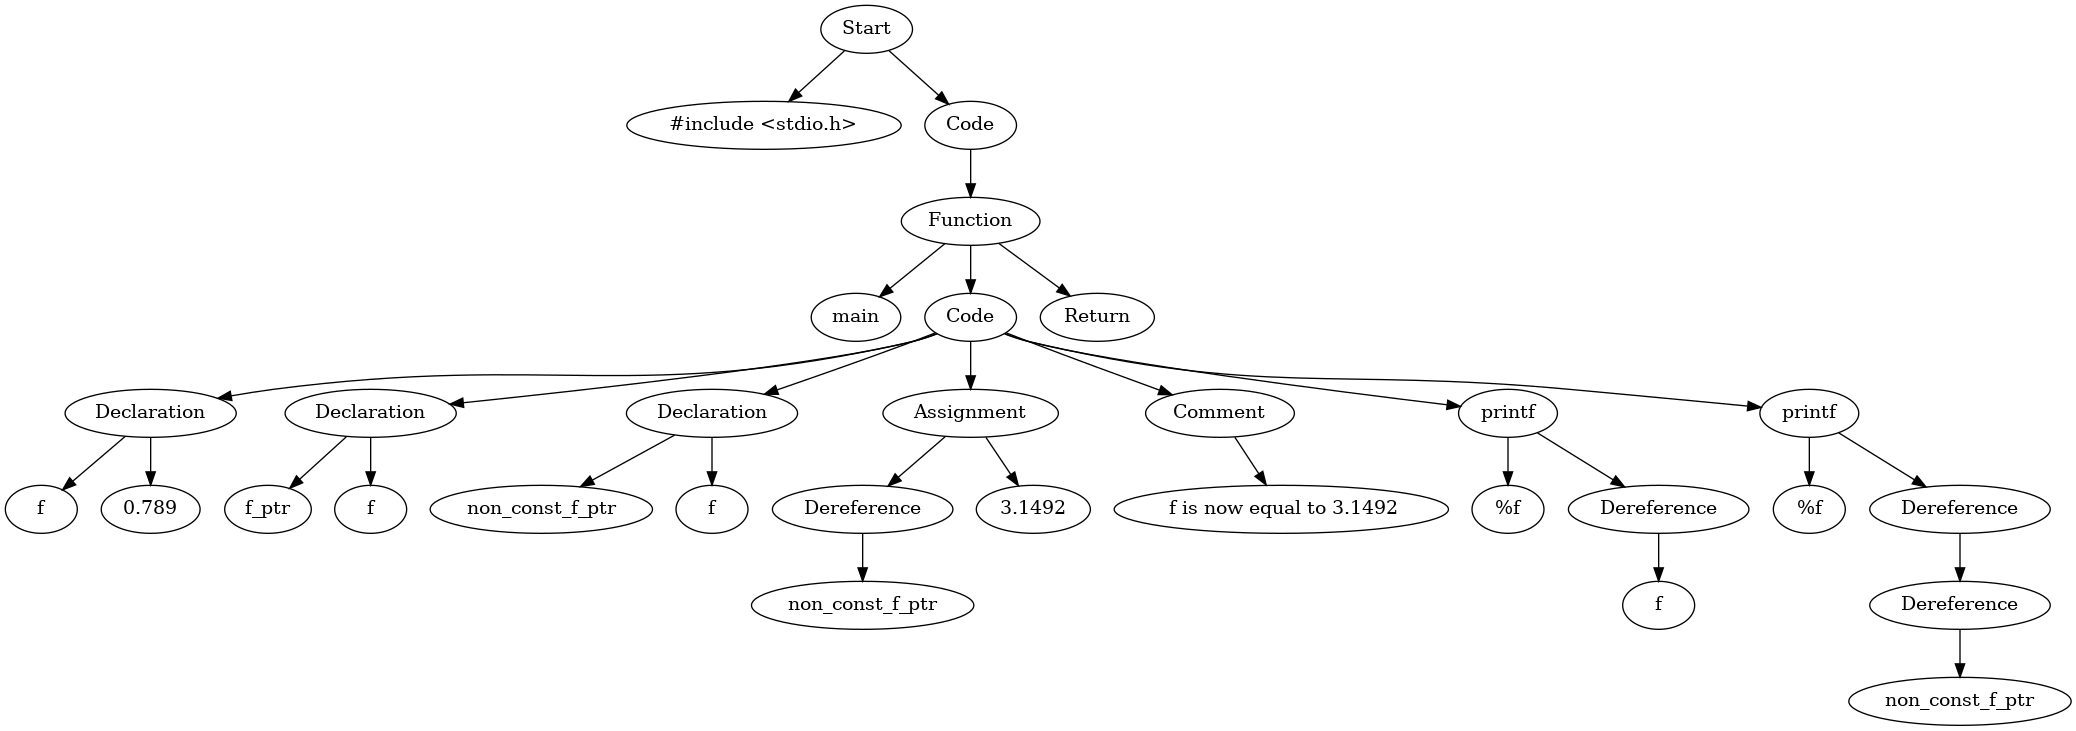 Start
#include <stdio.h>
Code
Function
main
Code
Return
Declaration
Declaration
Declaration
Assignment
Comment
printf
printf
f
0.789
f_ptr
f
non_const_f_ptr
f
Dereference
3.1492
f is now equal to 3.1492
%f
Dereference
%f
Dereference
non_const_f_ptr
f
Dereference
non_const_f_ptr